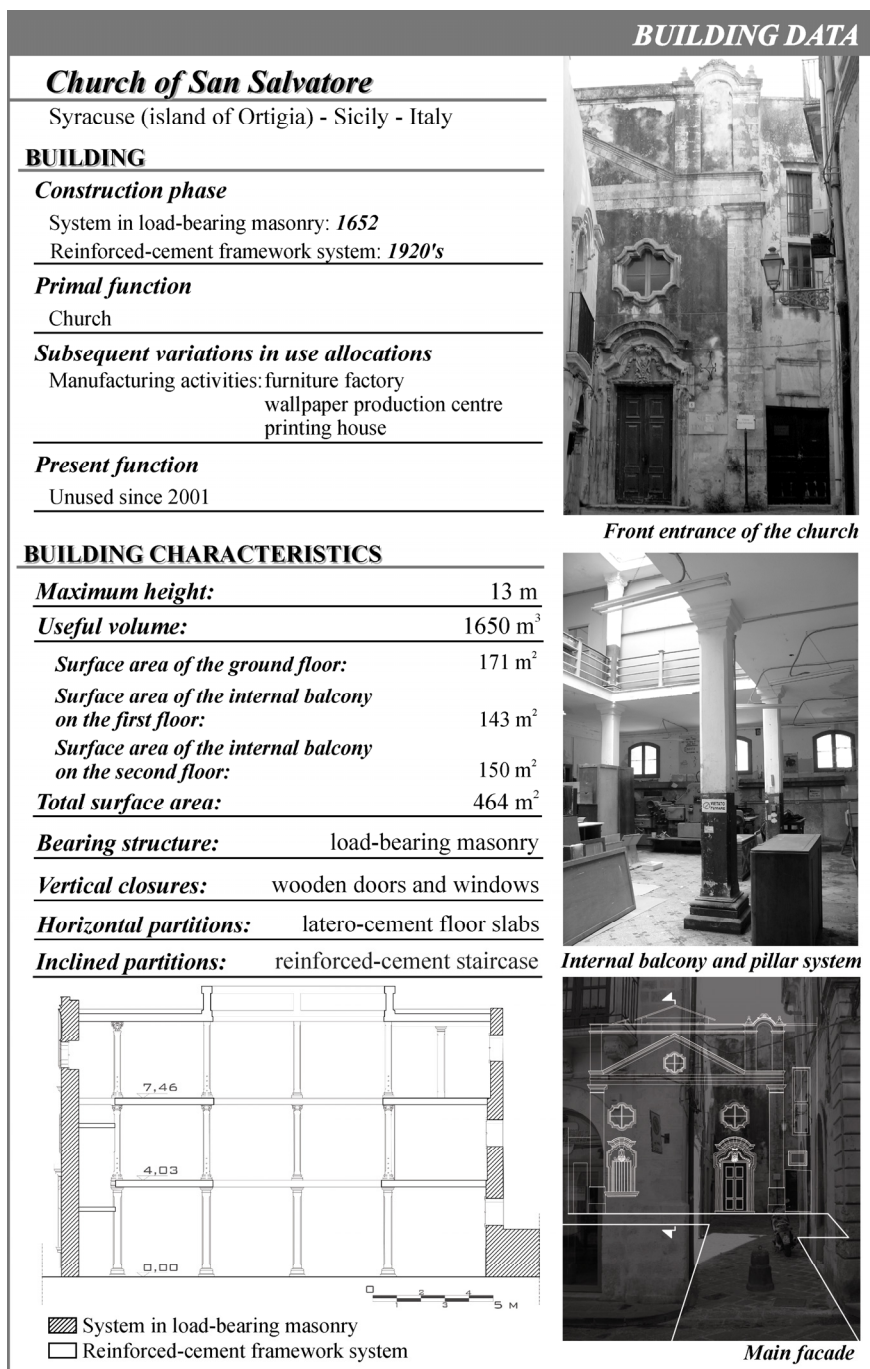 BUILDING DATA
Church of San Salvatore
Syracuse (island of Ortigia) - Sicily - Italy
BUILDING
Construction phase
System in load-bearing masonry: 1652
Reinforced-cement framework system: 1920's
Primal function
Church
Subsequent variations in use allocations
Manufacturing activities: furniture factory
wallpaper production centre
printing house
Present function
Unused since 2001
Front entrance of the church
BUILDING CHARACTERISTICS
Maximum height: 13 m
Useful volume: 1650 m³
Surface area of the ground floor: 171 m²
Surface area of the internal balcony
on the first floor: 143 m²
Surface area of the internal balcony
on the second floor: 150 m²
Total surface area: 464 m²
Bearing structure: load-bearing masonry
Vertical closures: wooden doors and windows
Horizontal partitions: latero-cement floor slabs
Inclined partitions: reinforced-cement staircase
VIETATO
FUMARE
Internal balcony and pillar system
7,46
4,03
0,00
0 2 4
1 3 5 M
System in load-bearing masonry
Reinforced-cement framework system
Main facade